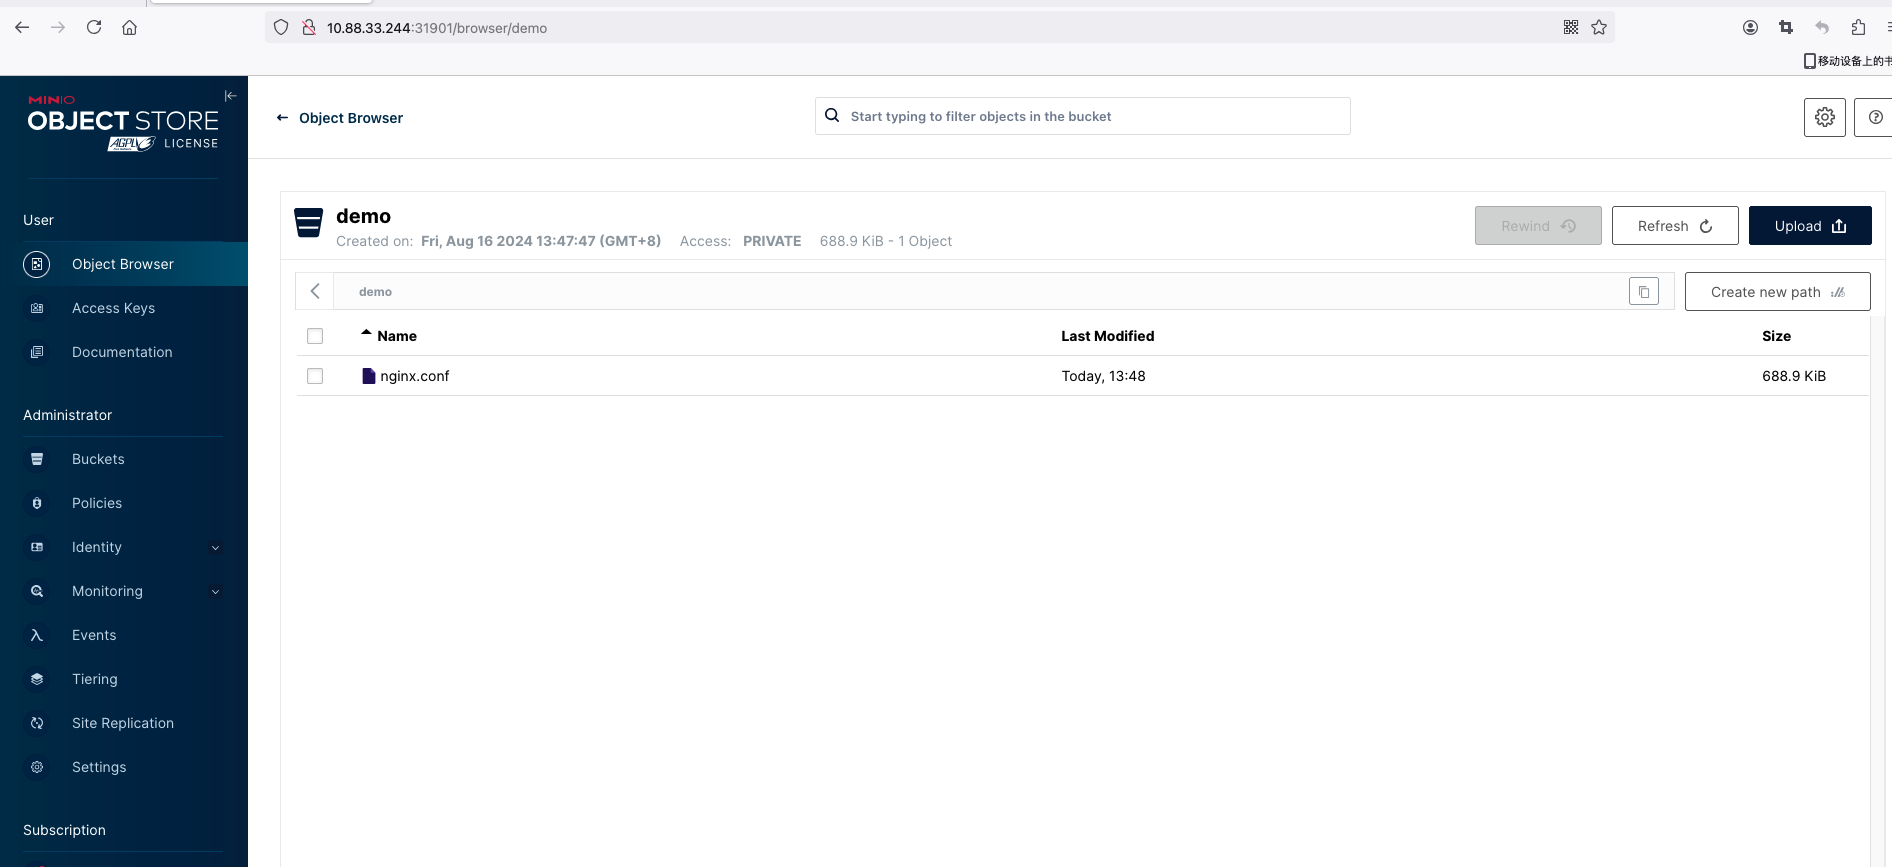 10.88.33.244:31901/browser/demo
移动设备上的书
MINIO
OBJECT STORE
AGPLv3 LICENSE
Object Browser
Start typing to filter objects in the bucket
User
Object Browser
Access Keys
Documentation
Administrator
Buckets
Policies
Identity
Monitoring
Events
Tiering
Site Replication
Settings
Subscription
demo
Created on: Fri, Aug 16 2024 13:47:47 (GMT+8) Access: PRIVATE 688.9 KiB - 1 Object
Rewind
Refresh
Upload
demo
Create new path
Name Last Modified Size
nginx.conf Today, 13:48 688.9 KiB